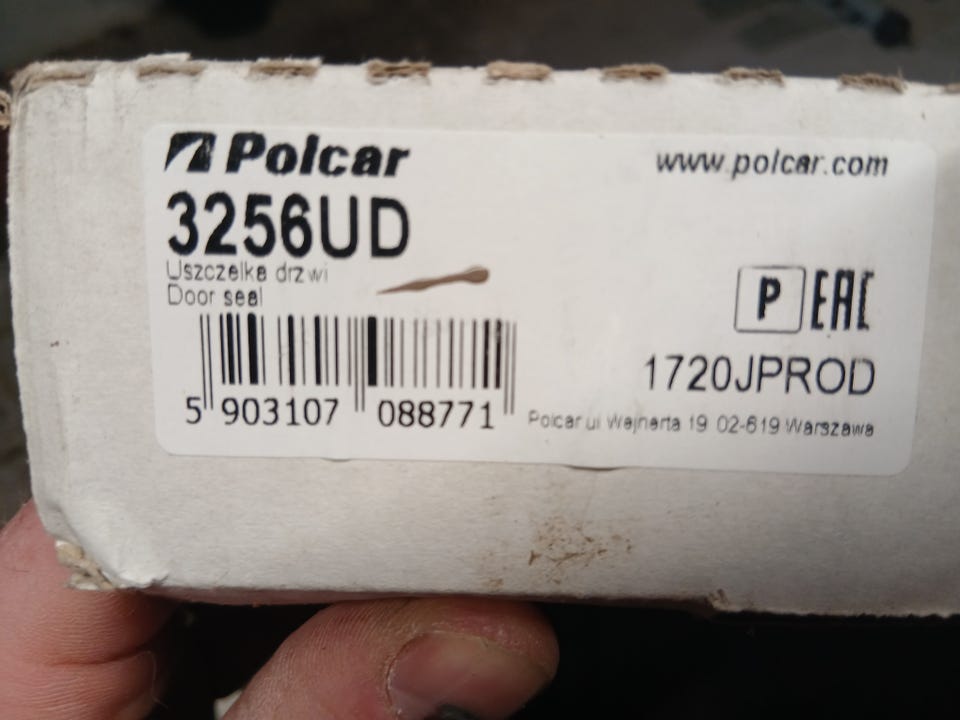 Polcar
www.polcar.com
3256UD
Uszczelka drzwi
Door seal
P EAC
1720JPROD
5 903107 088771
Polcar ul Wejnerta 19 02-619 Warszawa